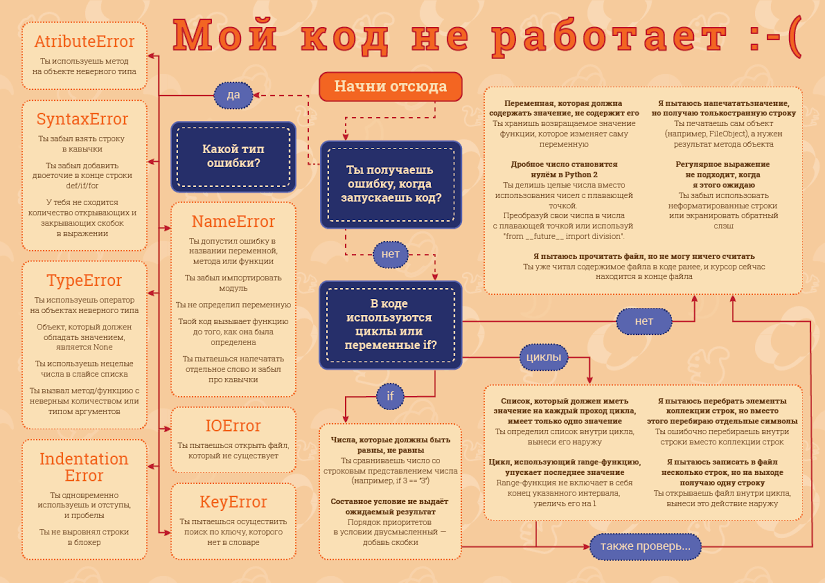 Мой код не работает :-(
Начни отсюда
Ты получаешь
ошибку, когда
запускаешь код?
да
Какой тип
ошибки?
AtributeError
Ты используешь метод
на объекте неверного типа
SyntaxError
Ты забыл взять строку
в кавычки
Ты забыл добавить
двоеточие в конце строки
def/if/for
У тебя не сходится
количество открывающих и
закрывающих скобок
в выражении
TypeError
Ты используешь оператор
на объектах неверного типа
Объект, который должен
обладать значением,
является None
Ты используешь нецелые
числа в слайсе списка
Ты вызвал метод/функцию с
неверным количеством или
типом аргументов
Indentation
Error
Ты одновременно
используешь и отступы,
и пробелы
Ты не выровнял строки
в блокер
NameError
Ты допустил ошибку в
названии переменной,
метода или функции
Ты забыл импортировать
модуль
Ты не определил переменную
Твой код вызывает функцию
до того, как она была
определена
Ты пытаешься напечатать
отдельное слово и забыл
про кавычки
IOError
Ты пытаешься открыть файл,
который не существует
KeyError
Ты пытаешься осуществить
поиск по ключу, которого
нет в словаре
нет
В коде
используются
циклы или
переменные if?
if
Числа, которые должны быть
равны, не равны
Ты сравниваешь число со
строковым представлением числа
(например, if 3 == "3")
Составное условие не выдаёт
ожидаемый результат
Порядок приоритетов
в условии двусмысленный —
добавь скобки
нет
Переменная, которая должна
содержать значение, не содержит его
Ты хранишь возвращаемое значение
функции, которое изменяет саму
переменную
Дробное число становится
нулём в Python 2
Ты делишь целые числа вместо
использования чисел с плавающей
точкой.
Преобразуй свои числа в числа
с плавающей точкой или используй
"from __future__ import division".
Я пытаюсь напечататьзначение,
но получаю тольkостранную строку
Ты печатаешь сам объект
(например, FileObject), а нужен
результат метода объекта
Регулярное выражение
не подходит, когда
я этого ожидаю
Ты забыл использовать
неформатированные строки
или экранировать обратный
слэш
Я пытаюсь прочитать файл, но не могу ничего считать
Ты уже читал содержимое файла в коде ранее, и курсор сейчас
находится в конце файла
циклы
Список, который должен иметь
значение на каждый проход цикла,
имеет только одно значение
Ты определил список внутри цикла,
вынеси его наружу
Цикл, использующий range-функцию,
упускает последнее значение
Range-функция не включает в себя
конец указанного интервала,
увеличь его на 1
Я пытаюсь перебрать элементы
коллекции строк, но вместо
этого перебираю отдельные символы
Ты ошибочно перебираешь внутри
строки вместо коллекции строк
Я пытаюсь записать в файл
несколько строк, но на выходе
получаю одну строку
Ты открываешь файл внутри цикла,
вынеси это действие наружу
также проверь...